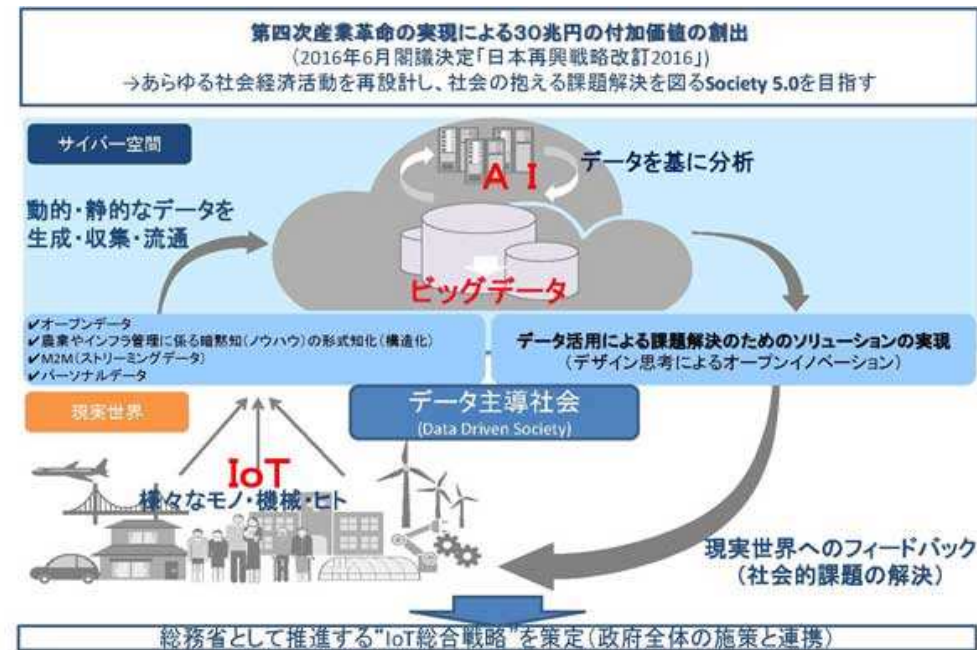 第四次産業革命の実現による30兆円の付加価値の創出
(2016年6月閣議決定「日本再興戦略改訂2016」)
→あらゆる社会経済活動を再設計し、社会の抱える課題解決を図るSociety 5.0を目指す
サイバー空間
AI
データを基に分析
動的・静的なデータを
生成・収集・流通
ビッグデータ
✔オープンデータ
✔農業やインフラ管理に係る暗黙知(ノウハウ)の形式知化(構造化)
✔M2M(ストリーミングデータ)
✔パーソナルデータ
データ活用による課題解決のためのソリューションの実現
(デザイン思考によるオープンイノベーション)
データ主導社会
(Data Driven Society)
現実世界
IoT
様々なモノ・機械・ヒト
現実世界へのフィードバック
(社会的課題の解決)
総務省として推進する“IoT総合戦略”を策定(政府全体の施策と連携)